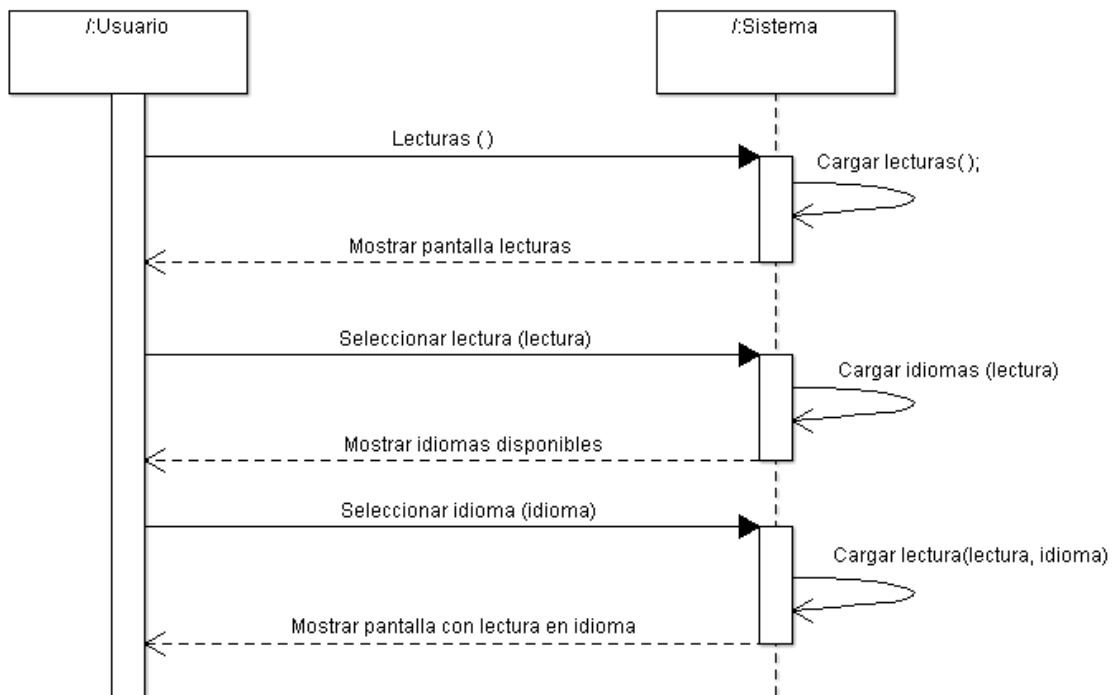 /:Usuario
/:Sistema
Lecturas ( )
Cargar lecturas( );
Mostrar pantalla lecturas
Seleccionar lectura (lectura)
Cargar idiomas (lectura)
Mostrar idiomas disponibles
Seleccionar idioma (idioma)
Cargar lectura(lectura, idioma)
Mostrar pantalla con lectura en idioma